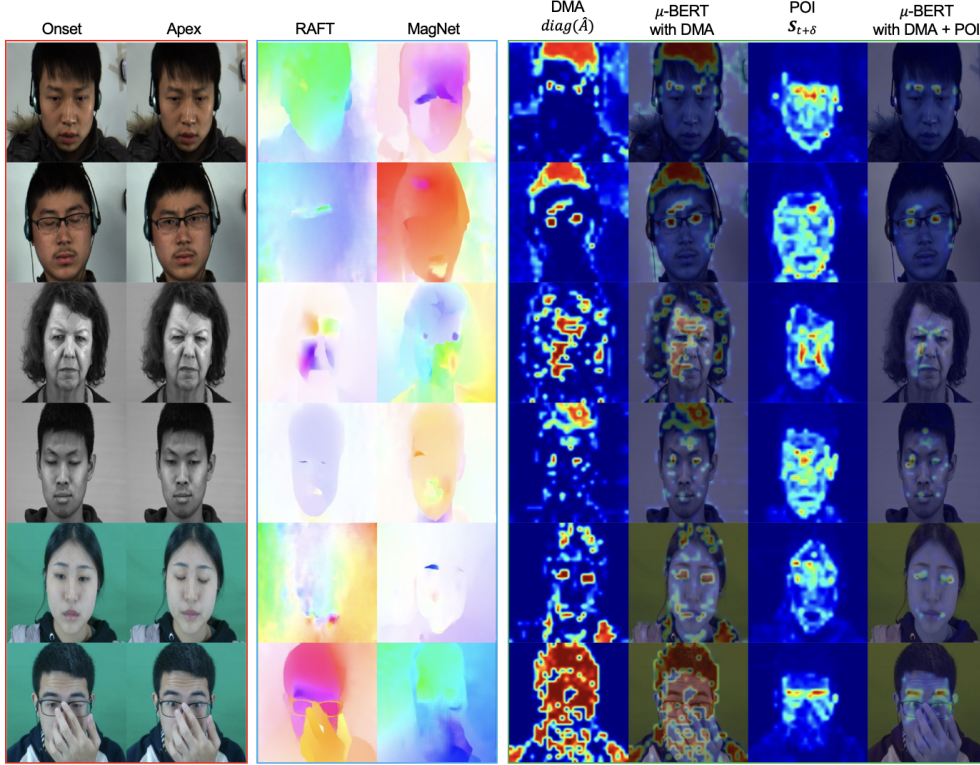 Onset
Apex
RAFT
MagNet
DMA
diag(Â)
μ-BERT
with DMA
POI
S_{t+δ}
μ-BERT
with DMA + POI